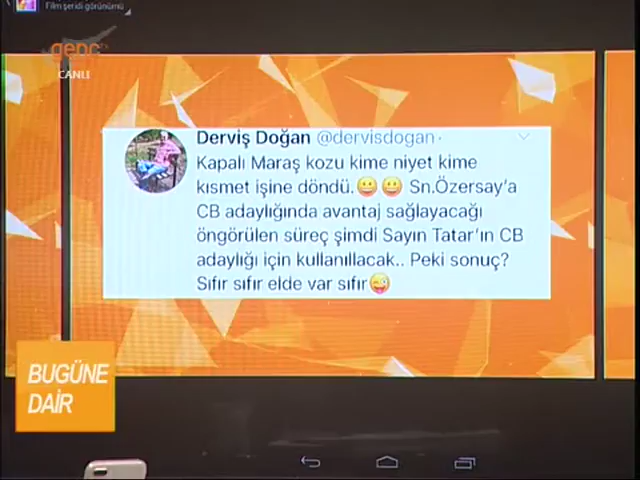 Film şeridi görünümü
genç
CANLI
Derviş Doğan @dervisdogan·
Kapalı Maraş kozu kime niyet kime
kısmet işine döndü.😀😀 Sn.Özersay'a
CB adaylığında avantaj sağlayacağı
öngörülen süreç şimdi Sayın Tatar'ın CB
adaylığı için kullanıllacak.. Peki sonuç?
Sıfır sıfır elde var sıfır😜
BUGÜNE
DAİR